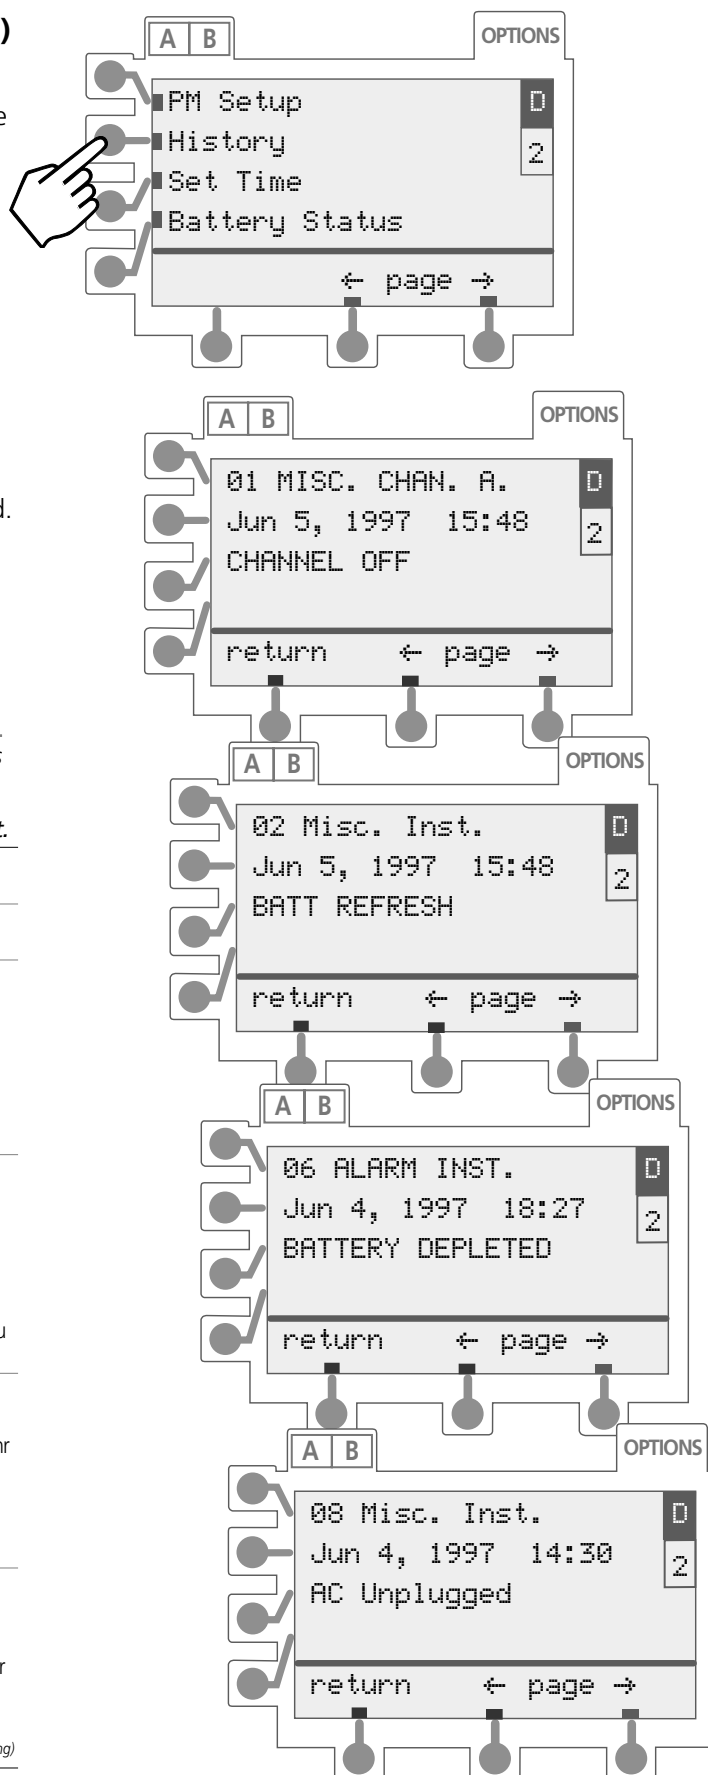 )
A B OPTIONS
PM Setup D
History 2
Set Time
Battery Status
← page →
A B OPTIONS
01 MISC. CHAN. A. D
Jun 5, 1997 15:48 2
CHANNEL OFF
return ← page →
A B OPTIONS
02 Misc. Inst. D
Jun 5, 1997 15:48 2
BATT REFRESH
return ← page →
A B OPTIONS
06 ALARM INST. D
Jun 4, 1997 18:27 2
BATTERY DEPLETED
return ← page →
A B OPTIONS
08 Misc. Inst. D
Jun 4, 1997 14:30 2
AC Unplugged
return ← page →